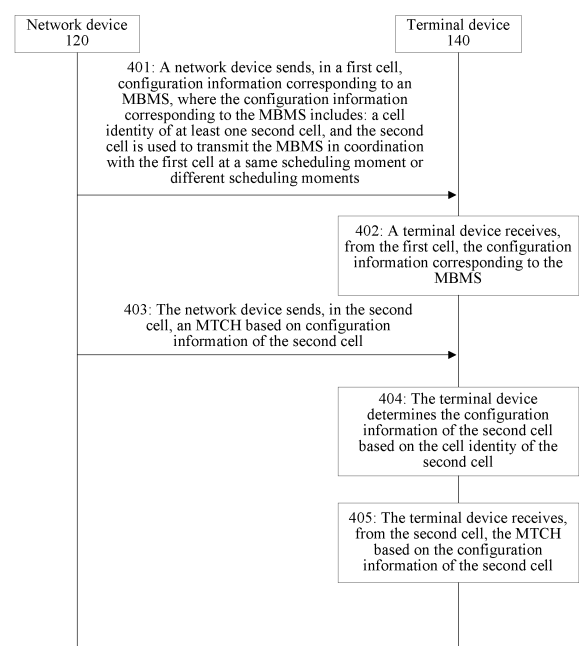 Network device
120
Terminal device
140
401: A network device sends, in a first cell,
configuration information corresponding to an
MBMS, where the configuration information
corresponding to the MBMS includes: a cell
identity of at least one second cell, and the second
cell is used to transmit the MBMS in coordination
with the first cell at a same scheduling moment or
different scheduling moments
402: A terminal device receives,
from the first cell, the configuration
information corresponding to the
MBMS
403: The network device sends, in the second
cell, an MTCH based on configuration
information of the second cell
404: The terminal device
determines the configuration
information of the second cell
based on the cell identity of the
second cell
405: The terminal device receives,
from the second cell, the MTCH
based on the configuration
information of the second cell